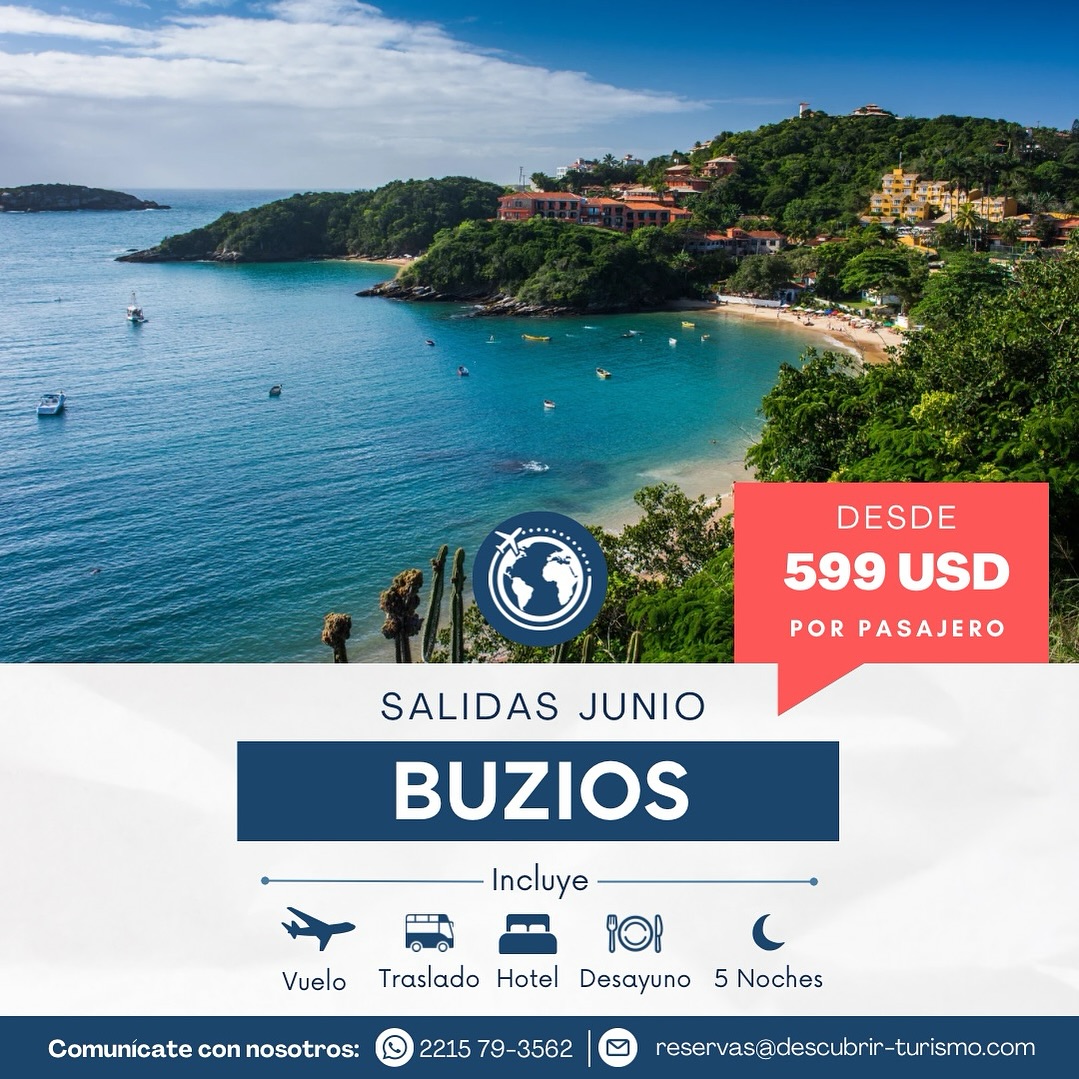 DESDE
599 USD
POR PASAJERO
SALIDAS JUNIO
BUZIOS
Incluye
Vuelo Traslado Hotel Desayuno 5 Noches
Comunícate con nosotros: 2215 79-3562 | reservas@descubrir-turismo.com